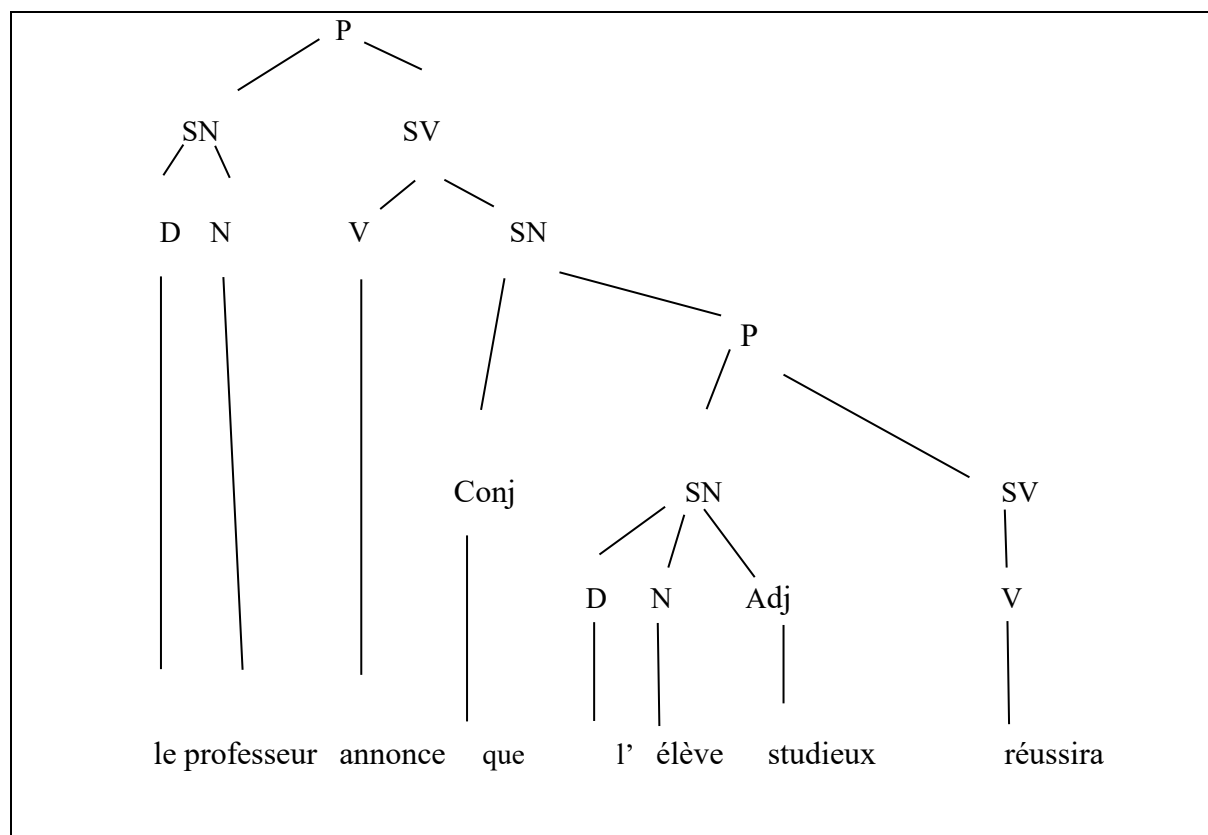 P
SN SV
D N V SN
P
Conj SN SV
D N Adj V
le professeur annonce que l’ élève studieux réussira